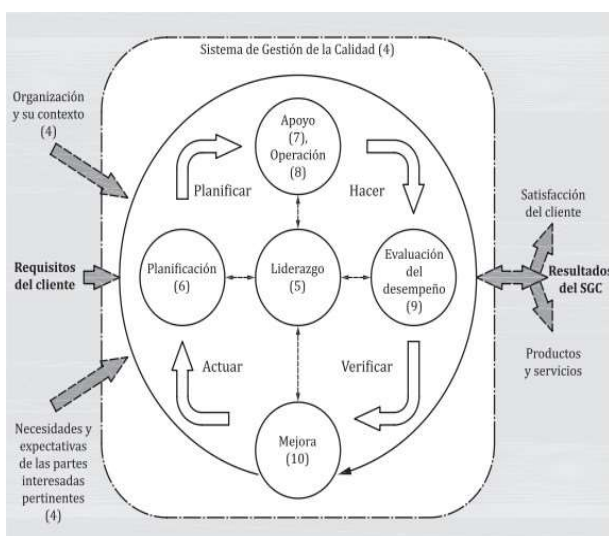 Sistema de Gestión de la Calidad (4)
Organización
y su contexto
(4)
Apoyo
(7),
Operación
(8)
Planificar
Hacer
Satisfacción
del cliente
Requisitos
del cliente
Planificación
(6)
Liderazgo
(5)
Evaluación
del
desempeño
(9)
Resultados
del SGC
Actuar
Verificar
Productos
y servicios
Necesidades y
expectativas
de las partes
interesadas
pertinentes
(4)
Mejora
(10)